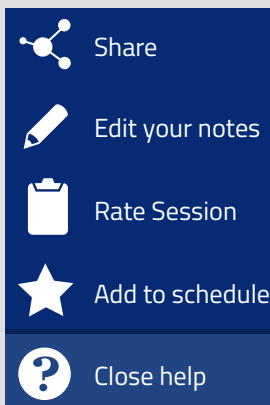 Share
Edit your notes
Rate Session
Add to schedule
? Close help